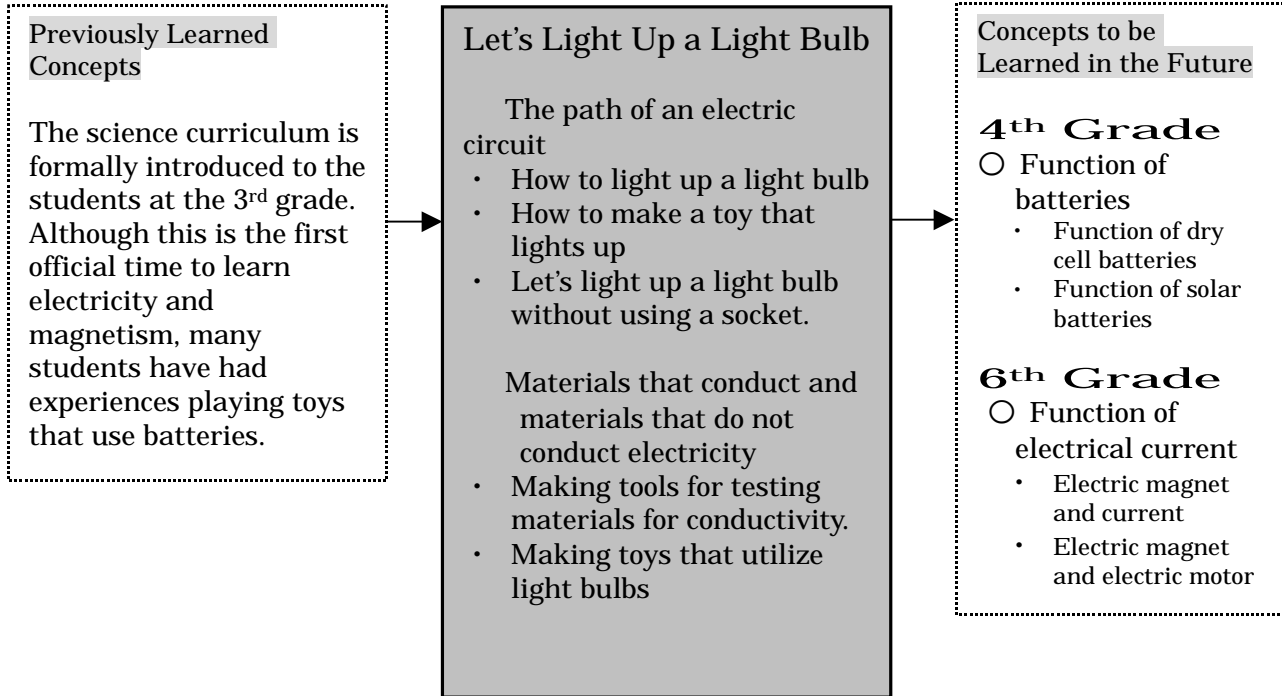 Previously Learned
Concepts
The science curriculum is
formally introduced to the
students at the 3rd grade.
Although this is the first
official time to learn
electricity and
magnetism, many
students have had
experiences playing toys
that use batteries.
Let's Light Up a Light Bulb
The path of an electric
circuit
・ How to light up a light bulb
・ How to make a toy that
lights up
・ Let's light up a light bulb
without using a socket.
Materials that conduct and
materials that do not
conduct electricity
・ Making tools for testing
materials for conductivity.
・ Making toys that utilize
light bulbs
Concepts to be
Learned in the Future
4th Grade
○ Function of
batteries
・ Function of dry
cell batteries
・ Function of solar
batteries
6th Grade
○ Function of
electrical current
・ Electric magnet
and current
・ Electric magnet
and electric motor